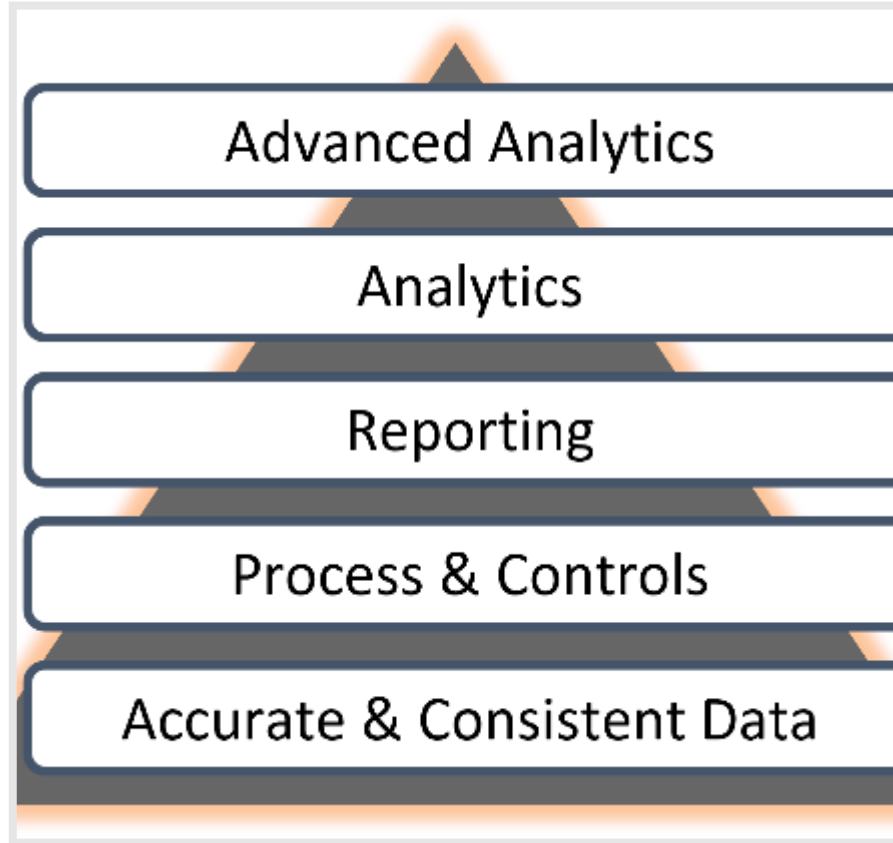 Advanced Analytics
Analytics
Reporting
Process & Controls
Accurate & Consistent Data